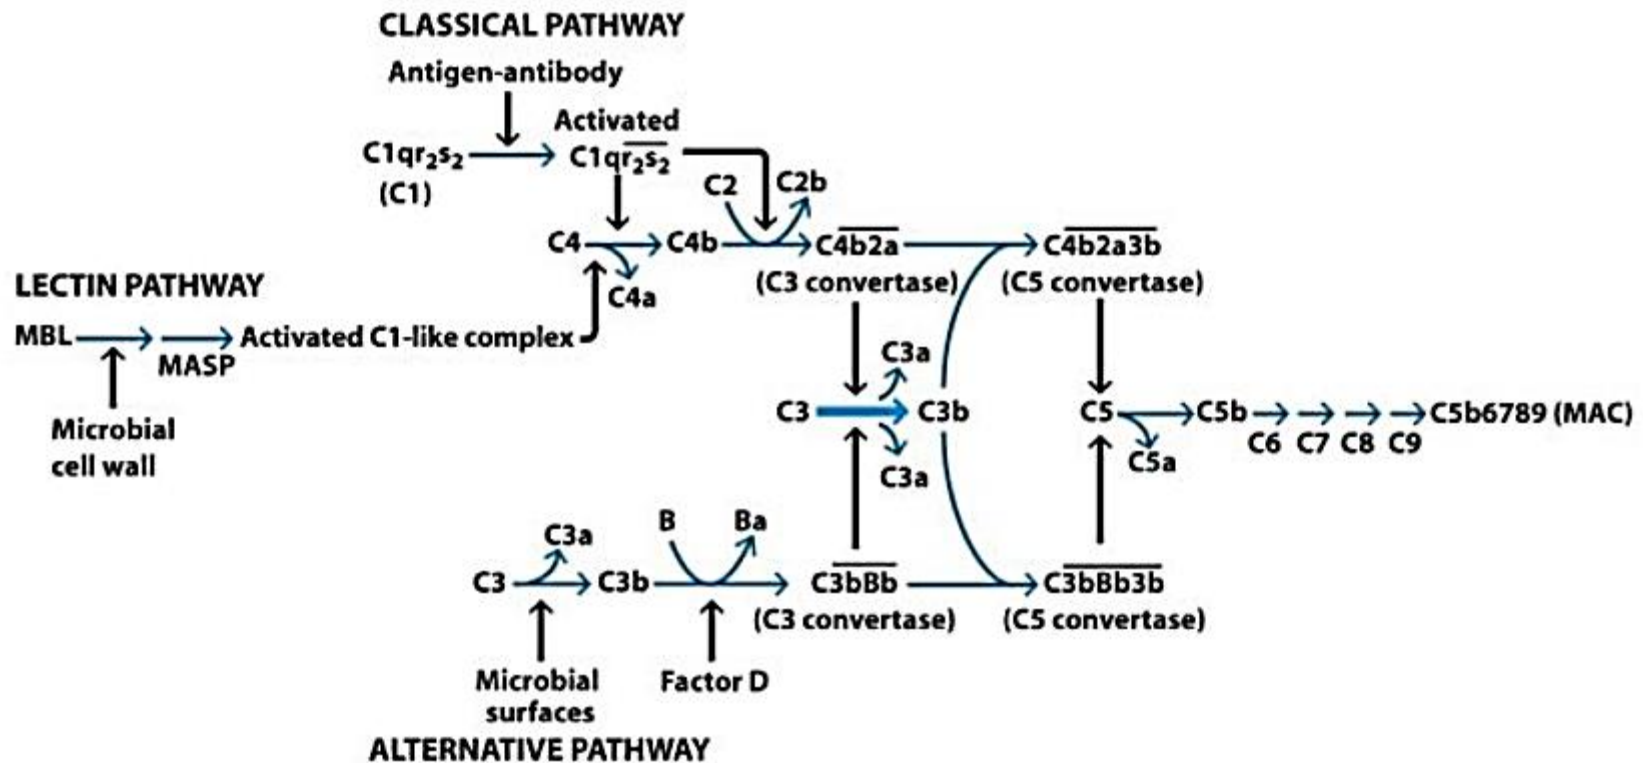 CLASSICAL PATHWAY
Antigen-antibody
Activated
C1qr₂s₂
C1qr₂s₂
(C1)
C2
C2b
C4
C4b
C4b2a
C4b2a3b
(C3 convertase)
(C5 convertase)
C4a
LECTIN PATHWAY
MBL
MASP
Activated C1-like complex
Microbial
cell wall
C3a
C3
C3b
C3a
C5
C5b
C6 C7 C8 C9
C5b6789 (MAC)
C5a
B
Ba
C3a
C3
C3b
C3bBb
C3bBb3b
(C3 convertase)
(C5 convertase)
Microbial
surfaces
Factor D
ALTERNATIVE PATHWAY